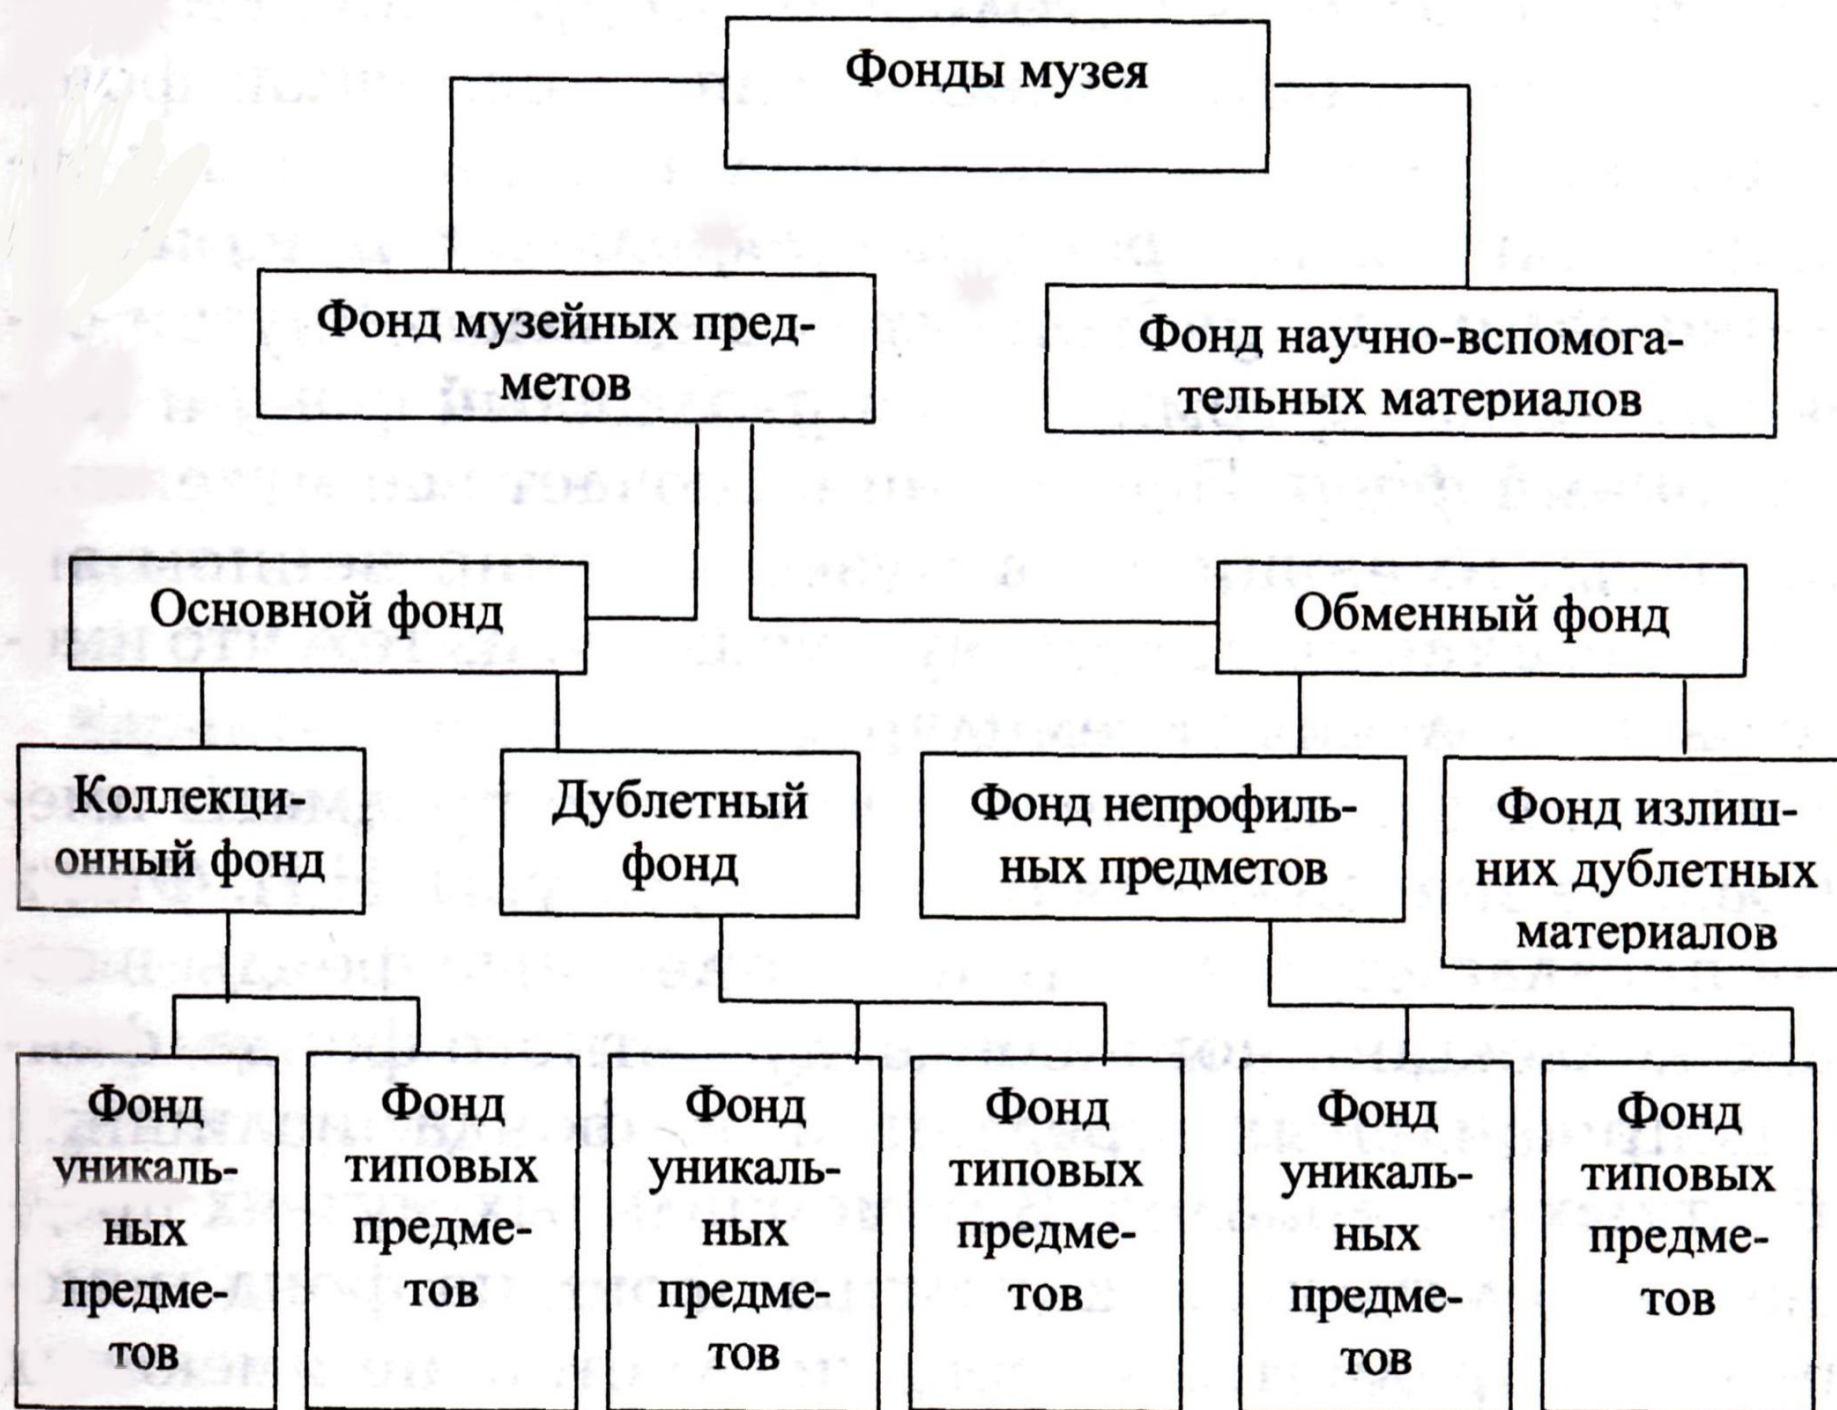 Фонды музея
Фонд музейных пред-
метов
Фонд научно-вспомога-
тельных материалов
Основной фонд
Обменный фонд
Коллекци-
онный фонд
Дублетный
фонд
Фонд непрофиль-
ных предметов
Фонд излиш-
них дублетных
материалов
Фонд
уникаль-
ных
предме-
тов
Фонд
типовых
предме-
тов
Фонд
уникаль-
ных
предме-
тов
Фонд
типовых
предме-
тов
Фонд
уникаль-
ных
предме-
тов
Фонд
типовых
предме-
тов